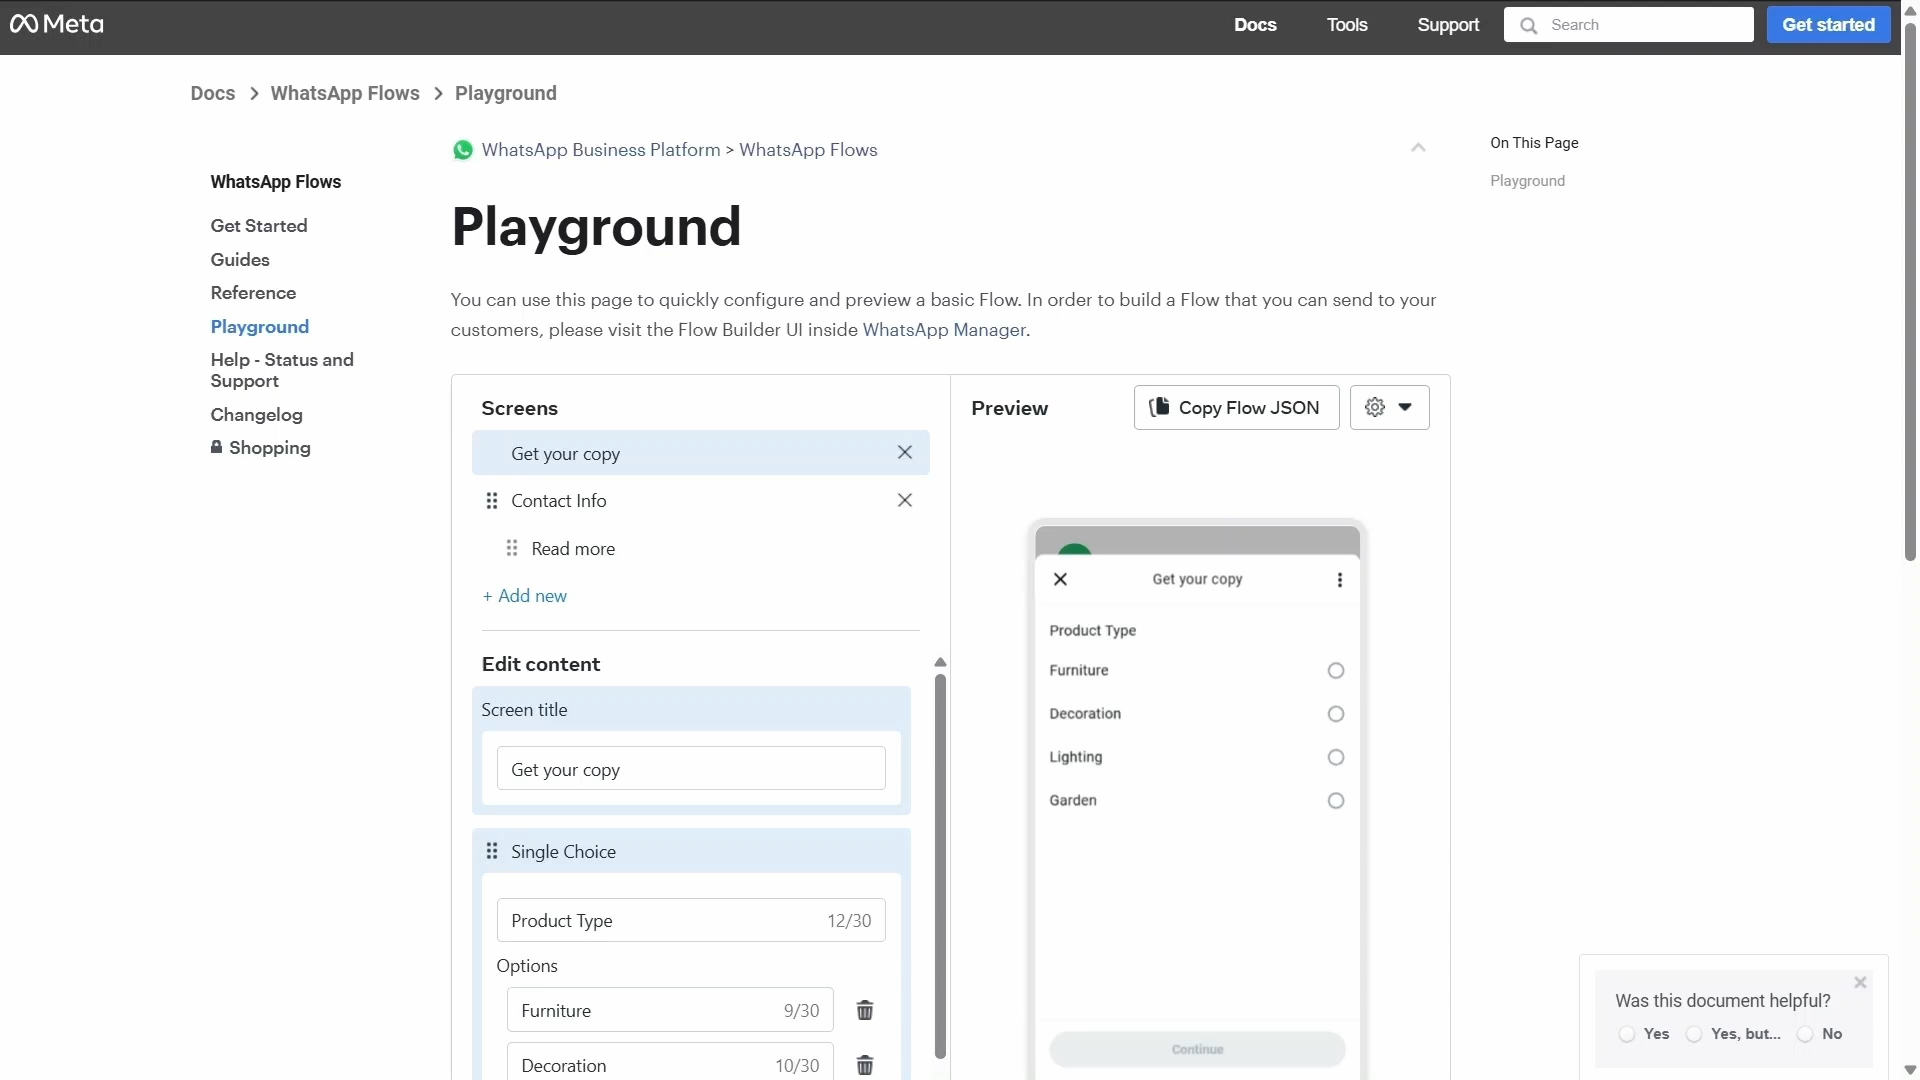 Meta
Docs
Tools
Support
Search
Get started
Docs > WhatsApp Flows > Playground
WhatsApp Flows
Get Started
Guides
Reference
Playground
Help - Status and
Support
Changelog
Shopping
WhatsApp Business Platform > WhatsApp Flows
Playground
You can use this page to quickly configure and preview a basic Flow. In order to build a Flow that you can send to your
customers, please visit the Flow Builder UI inside WhatsApp Manager.
Screens
Get your copy
Contact Info
Read more
+ Add new
Edit content
Screen title
Get your copy
Single Choice
Product Type 12/30
Options
Furniture 9/30
Decoration 10/30
Preview
Copy Flow JSON
Get your copy
Product Type
Furniture
Decoration
Lighting
Garden
Continue
On This Page
Playground
Was this document helpful?
Yes
Yes, but...
No